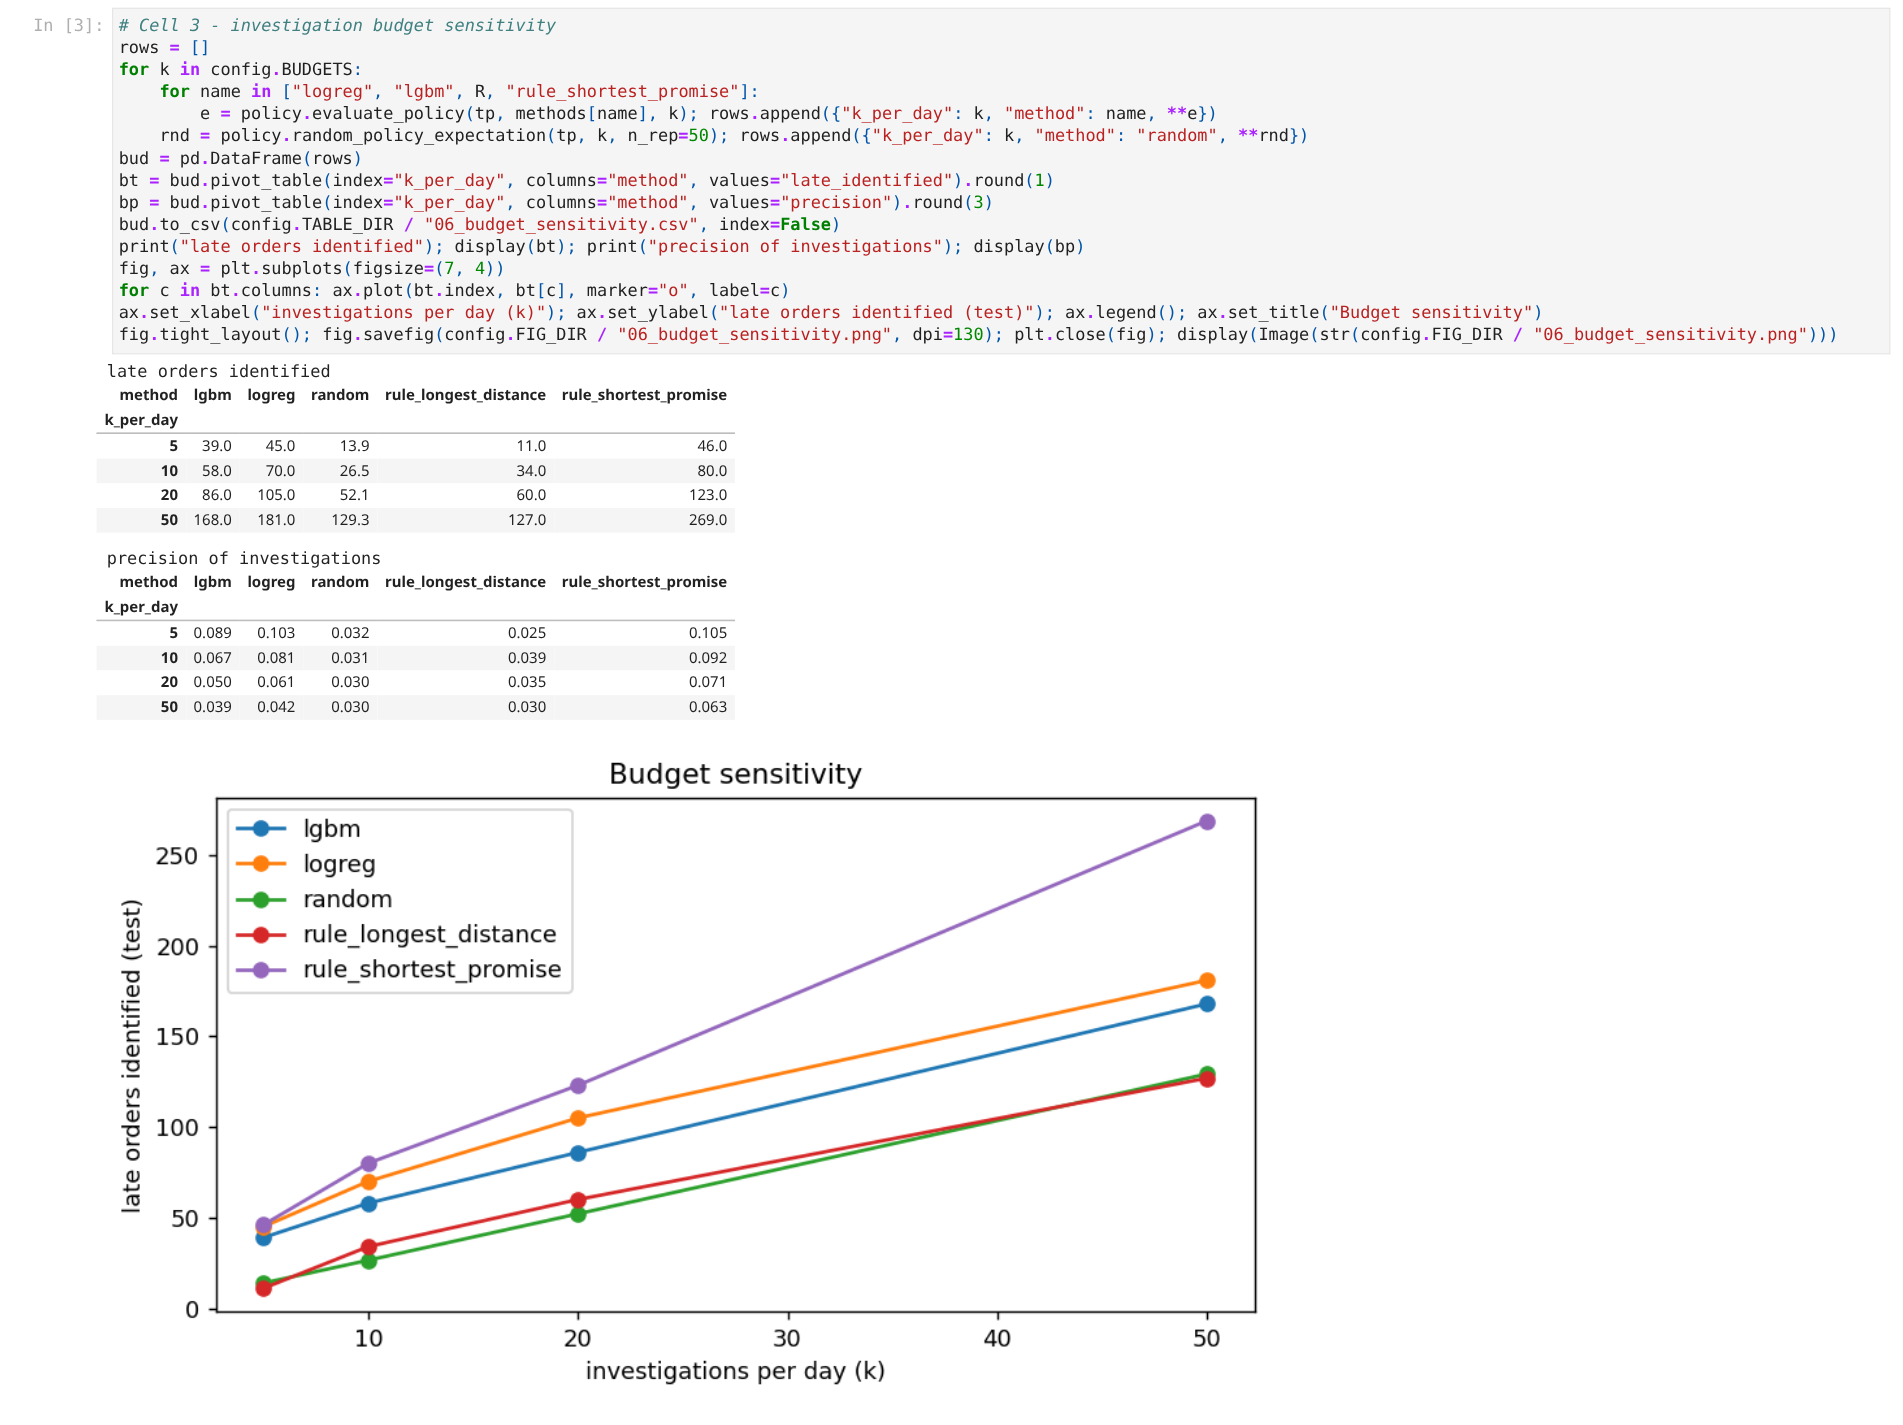 In [3]:
# Cell 3 - investigation budget sensitivity
rows = []
for k in config.BUDGETS:
    for name in ["logreg", "lgbm", R, "rule_shortest_promise"]:
        e = policy.evaluate_policy(tp, methods[name], k); rows.append({"k_per_day": k, "method": name, **e})
    rnd = policy.random_policy_expectation(tp, k, n_rep=50); rows.append({"k_per_day": k, "method": "random", **rnd})
bud = pd.DataFrame(rows)
bt = bud.pivot_table(index="k_per_day", columns="method", values="late_identified").round(1)
bp = bud.pivot_table(index="k_per_day", columns="method", values="precision").round(3)
bud.to_csv(config.TABLE_DIR / "06_budget_sensitivity.csv", index=False)
print("late orders identified"); display(bt); print("precision of investigations"); display(bp)
fig, ax = plt.subplots(figsize=(7, 4))
for c in bt.columns: ax.plot(bt.index, bt[c], marker="o", label=c)
ax.set_xlabel("investigations per day (k)"); ax.set_ylabel("late orders identified (test)"); ax.legend(); ax.set_title("Budget sensitivity")
fig.tight_layout(); fig.savefig(config.FIG_DIR / "06_budget_sensitivity.png", dpi=130); plt.close(fig); display(Image(str(config.FIG_DIR / "06_budget_sensitivity.png")))
late orders identified
method lgbm logreg random rule_longest_distance rule_shortest_promise
k_per_day
5 39.0 45.0 13.9 11.0 46.0
10 58.0 70.0 26.5 34.0 80.0
20 86.0 105.0 52.1 60.0 123.0
50 168.0 181.0 129.3 127.0 269.0
precision of investigations
method lgbm logreg random rule_longest_distance rule_shortest_promise
k_per_day
5 0.089 0.103 0.032 0.025 0.105
10 0.067 0.081 0.031 0.039 0.092
20 0.050 0.061 0.030 0.035 0.071
50 0.039 0.042 0.030 0.030 0.063
Budget sensitivity
lgbm
logreg
random
rule_longest_distance
rule_shortest_promise
late orders identified (test)
250
200
150
100
50
0
10 20 30 40 50
investigations per day (k)